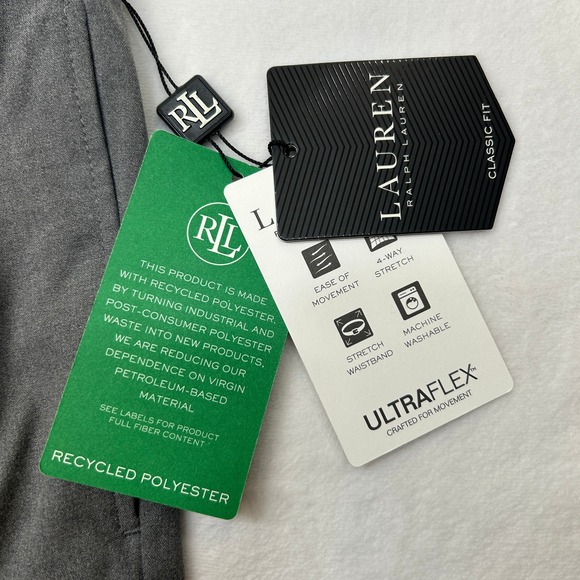 RLL
LAUREN
RALPH LAUREN
CLASSIC FIT
RLL
THIS PRODUCT IS MADE
WITH RECYCLED POLYESTER.
BY TURNING INDUSTRIAL AND
POST-CONSUMER POLYESTER
WASTE INTO NEW PRODUCTS,
WE ARE REDUCING OUR
DEPENDENCE ON VIRGIN
PETROLEUM-BASED
MATERIAL
SEE LABELS FOR PRODUCT
FULL FIBER CONTENT
RECYCLED POLYESTER
L
EASE OF
MOVEMENT
4-WAY
STRETCH
STRETCH
WAISTBAND
MACHINE
WASHABLE
ULTRAFLEX™
CRAFTED FOR MOVEMENT